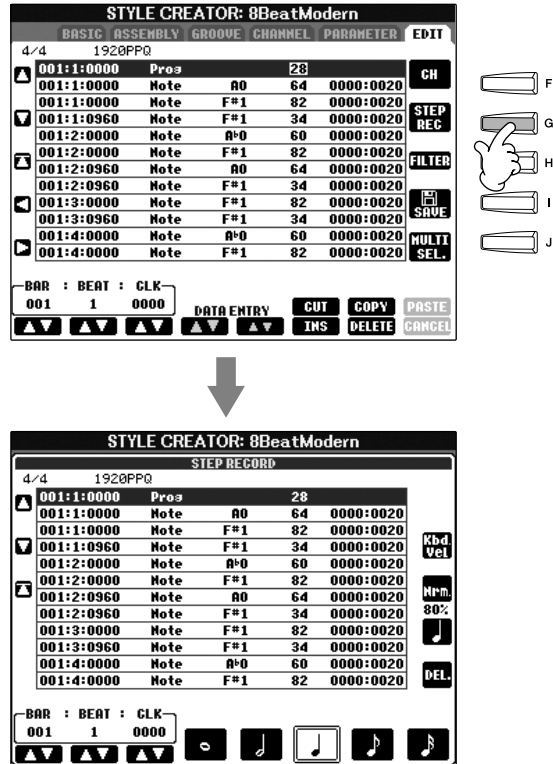 STYLE CREATOR: 8BeatModern
BASIC ASSEMBLY GROOVE CHANNEL PARAMETER EDIT
4/4 1920PPQ
001:1:0000 Prog 28
001:1:0000 Note A0 64 0000:0020
001:1:0000 Note F#1 82 0000:0020
001:1:0960 Note F#1 34 0000:0020
001:2:0000 Note A♭0 60 0000:0020
001:2:0000 Note F#1 82 0000:0020
001:2:0960 Note A0 64 0000:0020
001:2:0960 Note F#1 34 0000:0020
001:3:0000 Note F#1 82 0000:0020
001:3:0960 Note F#1 34 0000:0020
001:4:0000 Note A♭0 60 0000:0020
001:4:0000 Note F#1 82 0000:0020
CH
STEP
REC
FILTER
SAVE
MULTI
SEL.
F
G
H
I
J
BAR : BEAT : CLK
001 1 0000
DATA ENTRY
CUT COPY PASTE
INS DELETE CANCEL
STYLE CREATOR: 8BeatModern
STEP RECORD
4/4 1920PPQ
001:1:0000 Prog 28
001:1:0000 Note A0 64 0000:0020
001:1:0000 Note F#1 82 0000:0020
001:1:0960 Note F#1 34 0000:0020
001:2:0000 Note A♭0 60 0000:0020
001:2:0000 Note F#1 82 0000:0020
001:2:0960 Note A0 64 0000:0020
001:2:0960 Note F#1 34 0000:0020
001:3:0000 Note F#1 82 0000:0020
001:3:0960 Note F#1 34 0000:0020
001:4:0000 Note A♭0 60 0000:0020
001:4:0000 Note F#1 82 0000:0020
Kbd.
Vel
Nrm.
80%
DEL.
BAR : BEAT : CLK
001 1 0000